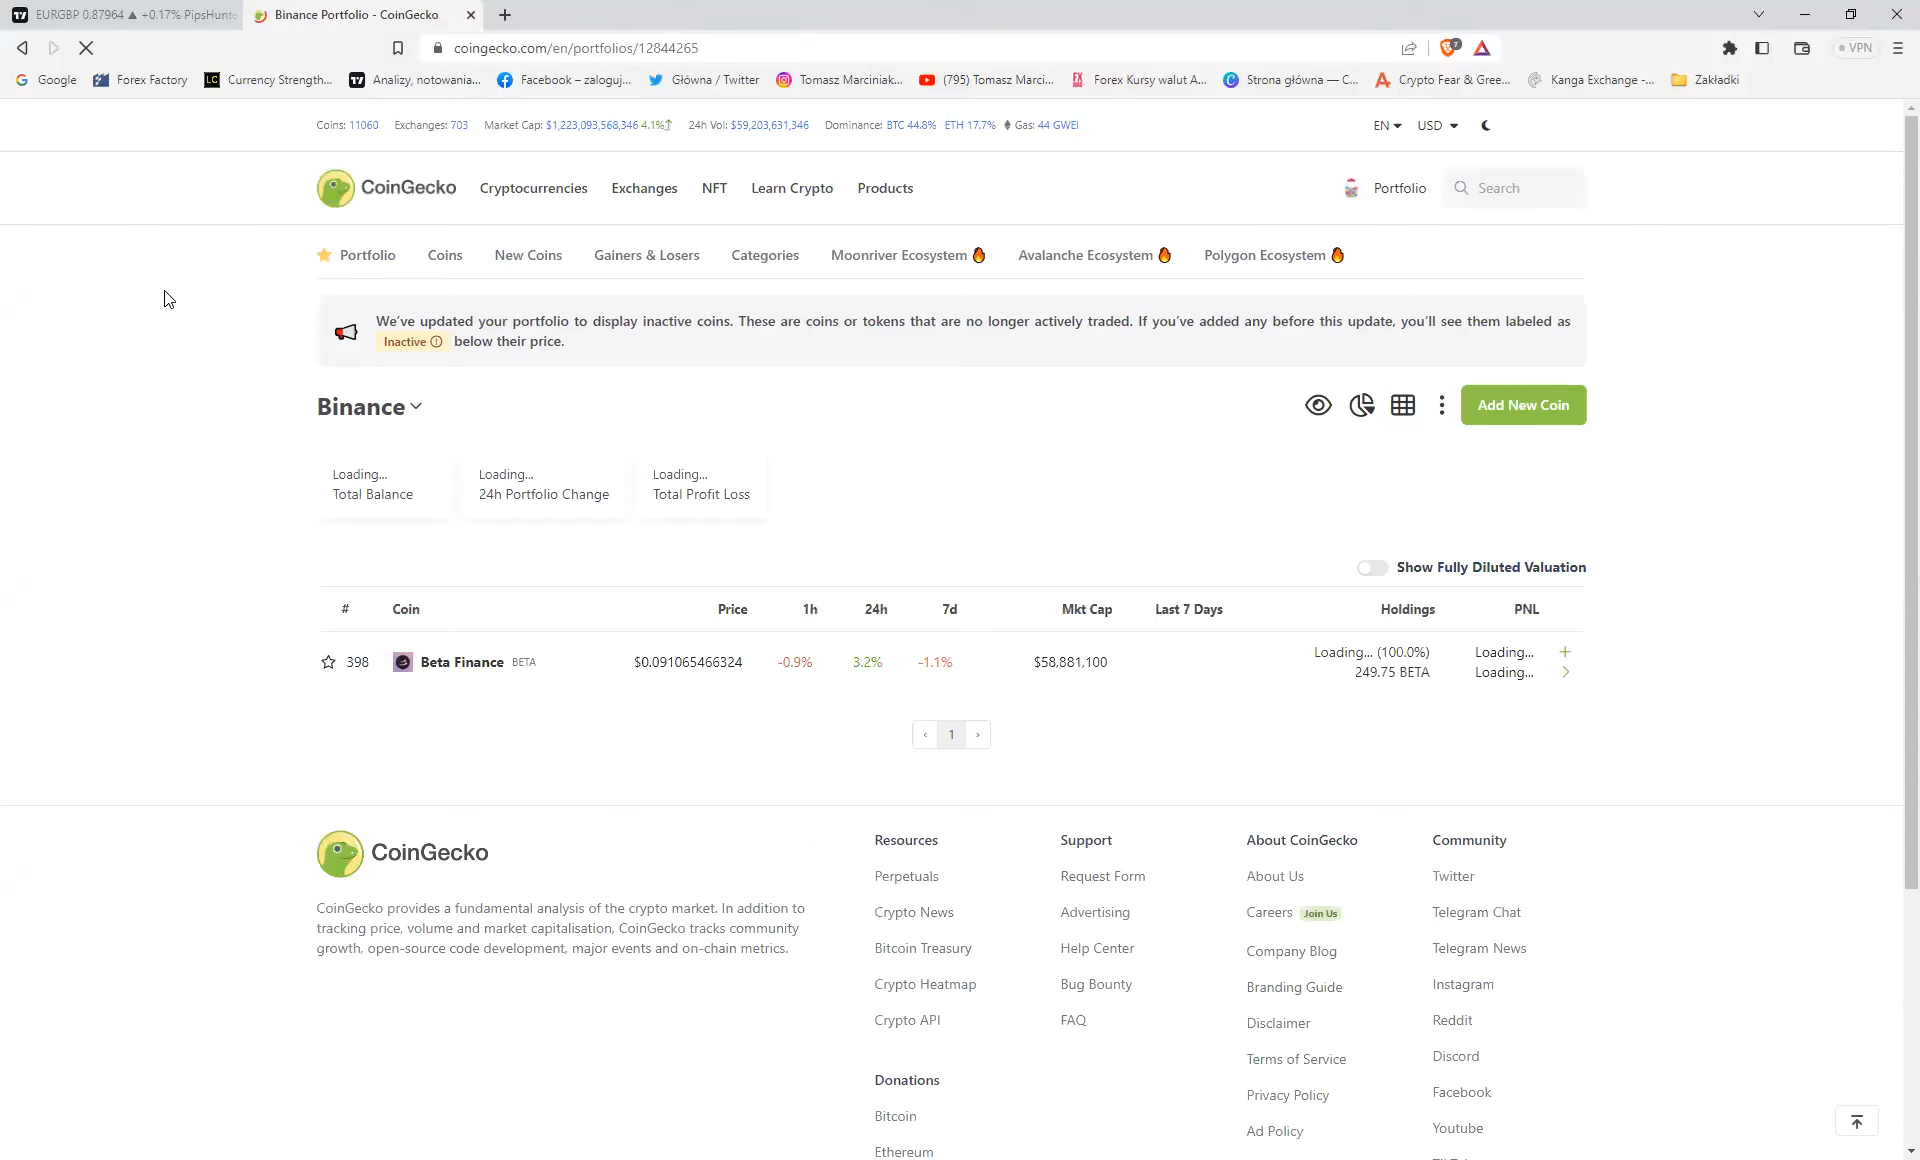 EURGBP 0.87964 ▲ +0.17% PipsHunte
Binance Portfolio - CoinGecko
coingecko.com/en/portfolios/12844265
VPN
Google
Forex Factory
Currency Strength...
Analizy, notowania...
Facebook – zaloguj...
Główna / Twitter
Tomasz Marciniak...
(795) Tomasz Marci...
Forex Kursy walut A...
Strona główna — C...
Crypto Fear & Gree...
Kanga Exchange -...
Zakładki
Coins: 11060 Exchanges: 703 Market Cap: $1,223,093,568,346 4.1% 24h Vol: $59,203,631,346 Dominance: BTC 44.8% ETH 17.7% Gas: 44 GWEI
EN USD
CoinGecko
Cryptocurrencies Exchanges NFT Learn Crypto Products
Portfolio
Search
Portfolio Coins New Coins Gainers & Losers Categories Moonriver Ecosystem Avalanche Ecosystem Polygon Ecosystem
We've updated your portfolio to display inactive coins. These are coins or tokens that are no longer actively traded. If you've added any before this update, you'll see them labeled as
Inactive below their price.
Binance
Add New Coin
Loading...
Total Balance
Loading...
24h Portfolio Change
Loading...
Total Profit Loss
Show Fully Diluted Valuation
# Coin Price 1h 24h 7d Mkt Cap Last 7 Days Holdings PNL
398 Beta Finance BETA $0.091065466324 -0.9% 3.2% -1.1% $58,881,100
Loading... (100.0%)
249.75 BETA
Loading... +
Loading...
‹ 1 ›
CoinGecko
CoinGecko provides a fundamental analysis of the crypto market. In addition to
tracking price, volume and market capitalisation, CoinGecko tracks community
growth, open-source code development, major events and on-chain metrics.
Resources
Perpetuals
Crypto News
Bitcoin Treasury
Crypto Heatmap
Crypto API
Donations
Bitcoin
Ethereum
Support
Request Form
Advertising
Help Center
Bug Bounty
FAQ
About CoinGecko
About Us
Careers Join Us
Company Blog
Branding Guide
Disclaimer
Terms of Service
Privacy Policy
Ad Policy
Community
Twitter
Telegram Chat
Telegram News
Instagram
Reddit
Discord
Facebook
Youtube